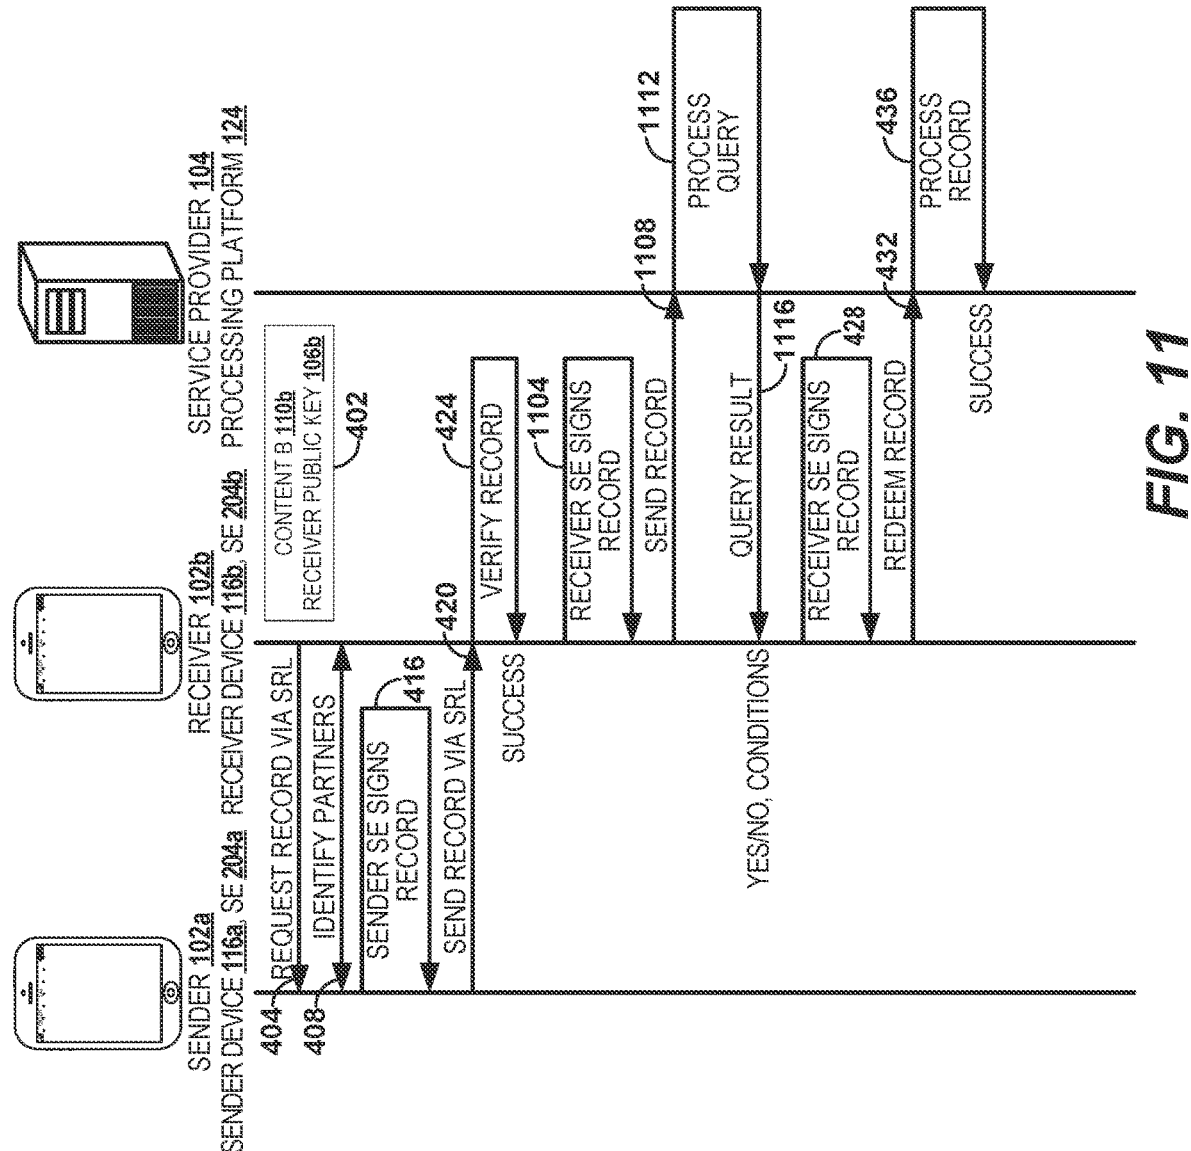 SENDER 102a
SENDER DEVICE 116a, SE 204a
RECEIVER 102b
RECEIVER DEVICE 116b, SE 204b
SERVICE PROVIDER 104
PROCESSING PLATFORM 124
CONTENT B 110b
RECEIVER PUBLIC KEY 106b
402
REQUEST RECORD VIA SRL
404
IDENTIFY PARTNERS
408
SENDER SE SIGNS
RECORD
416
SEND RECORD VIA SRL
420
VERIFY RECORD
424
SUCCESS
RECEIVER SE SIGNS
RECORD
1104
SEND RECORD
1108
PROCESS
QUERY
1112
QUERY RESULT
1116
YES/NO, CONDITIONS
RECEIVER SE SIGNS
RECORD
428
REDEEM RECORD
432
PROCESS
RECORD
436
SUCCESS
FIG. 11